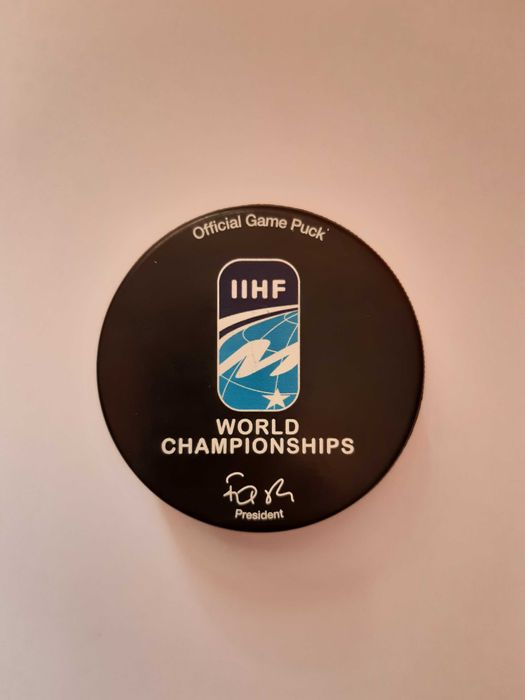 Official Game Puck
IIHF
WORLD
CHAMPIONSHIPS
President